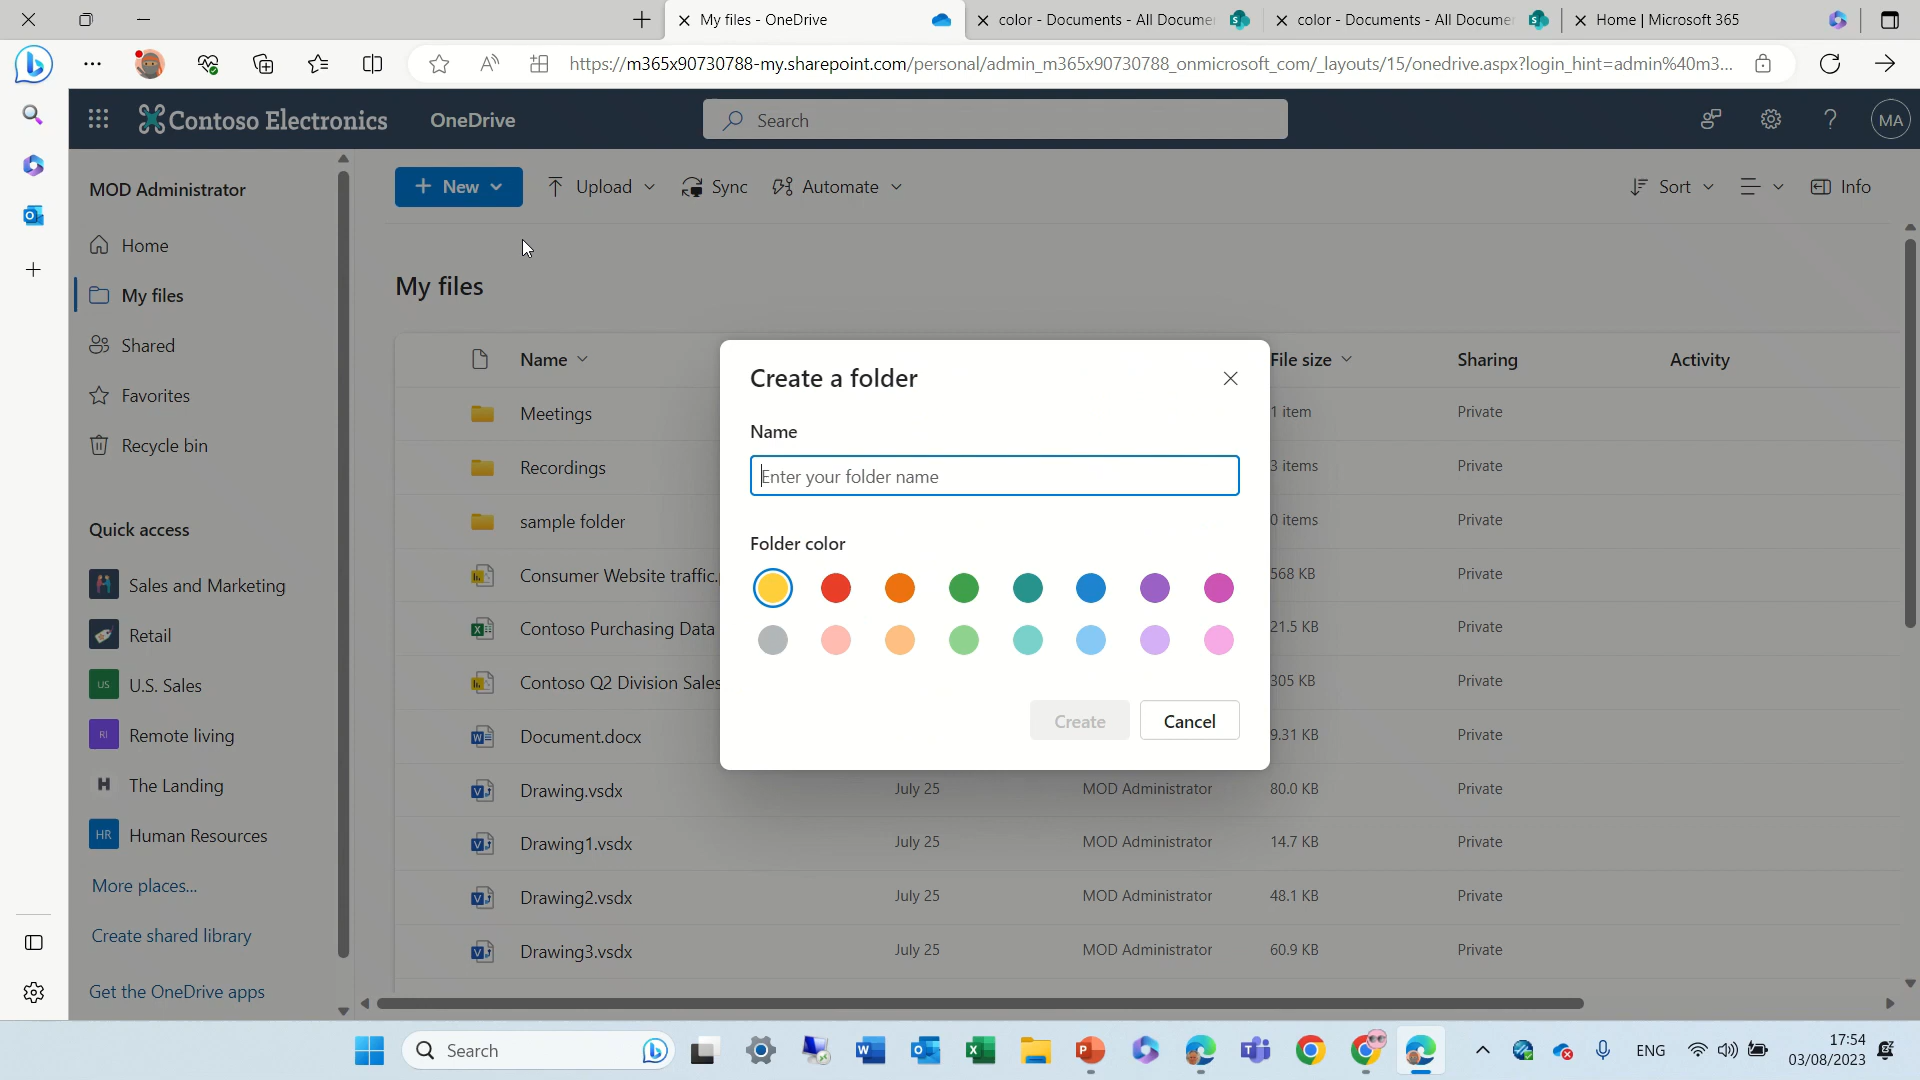 My files - OneDrive
color - Documents - All Docume
color - Documents - All Docume
Home | Microsoft 365
https://m365x90730788-my.sharepoint.com/personal/admin_m365x90730788_onmicrosoft_com/_layouts/15/onedrive.aspx?login_hint=admin%40m3...
Contoso Electronics
OneDrive
Search
MA
MOD Administrator
Home
My files
Shared
Favorites
Recycle bin
Quick access
Sales and Marketing
Retail
US
U.S. Sales
RI
Remote living
H
The Landing
HR
Human Resources
More places...
Create shared library
Get the OneDrive apps
+ New
Upload
Sync
Automate
Sort
Info
My files
Name
File size
Sharing
Activity
Meetings
1 item
Private
Recordings
3 items
Private
sample folder
0 items
Private
Consumer Website traffic.
568 KB
Private
Contoso Purchasing Data
21.5 KB
Private
Contoso Q2 Division Sales
305 KB
Private
Document.docx
9.31 KB
Private
Drawing.vsdx
July 25
MOD Administrator
80.0 KB
Private
Drawing1.vsdx
July 25
MOD Administrator
14.7 KB
Private
Drawing2.vsdx
July 25
MOD Administrator
48.1 KB
Private
Drawing3.vsdx
July 25
MOD Administrator
60.9 KB
Private
Create a folder
Name
Enter your folder name
Folder color
Create
Cancel
Search
ENG
17:54
03/08/2023